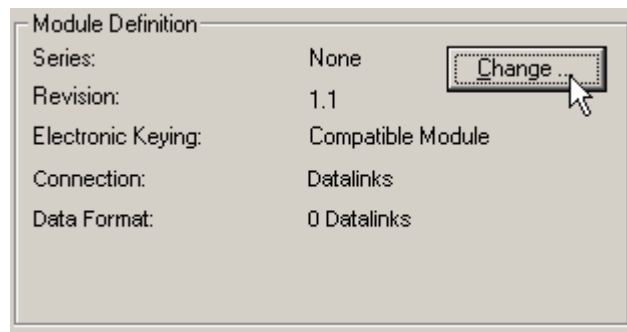 Module Definition
Series: None Change ...
Revision: 1.1
Electronic Keying: Compatible Module
Connection: Datalinks
Data Format: 0 Datalinks